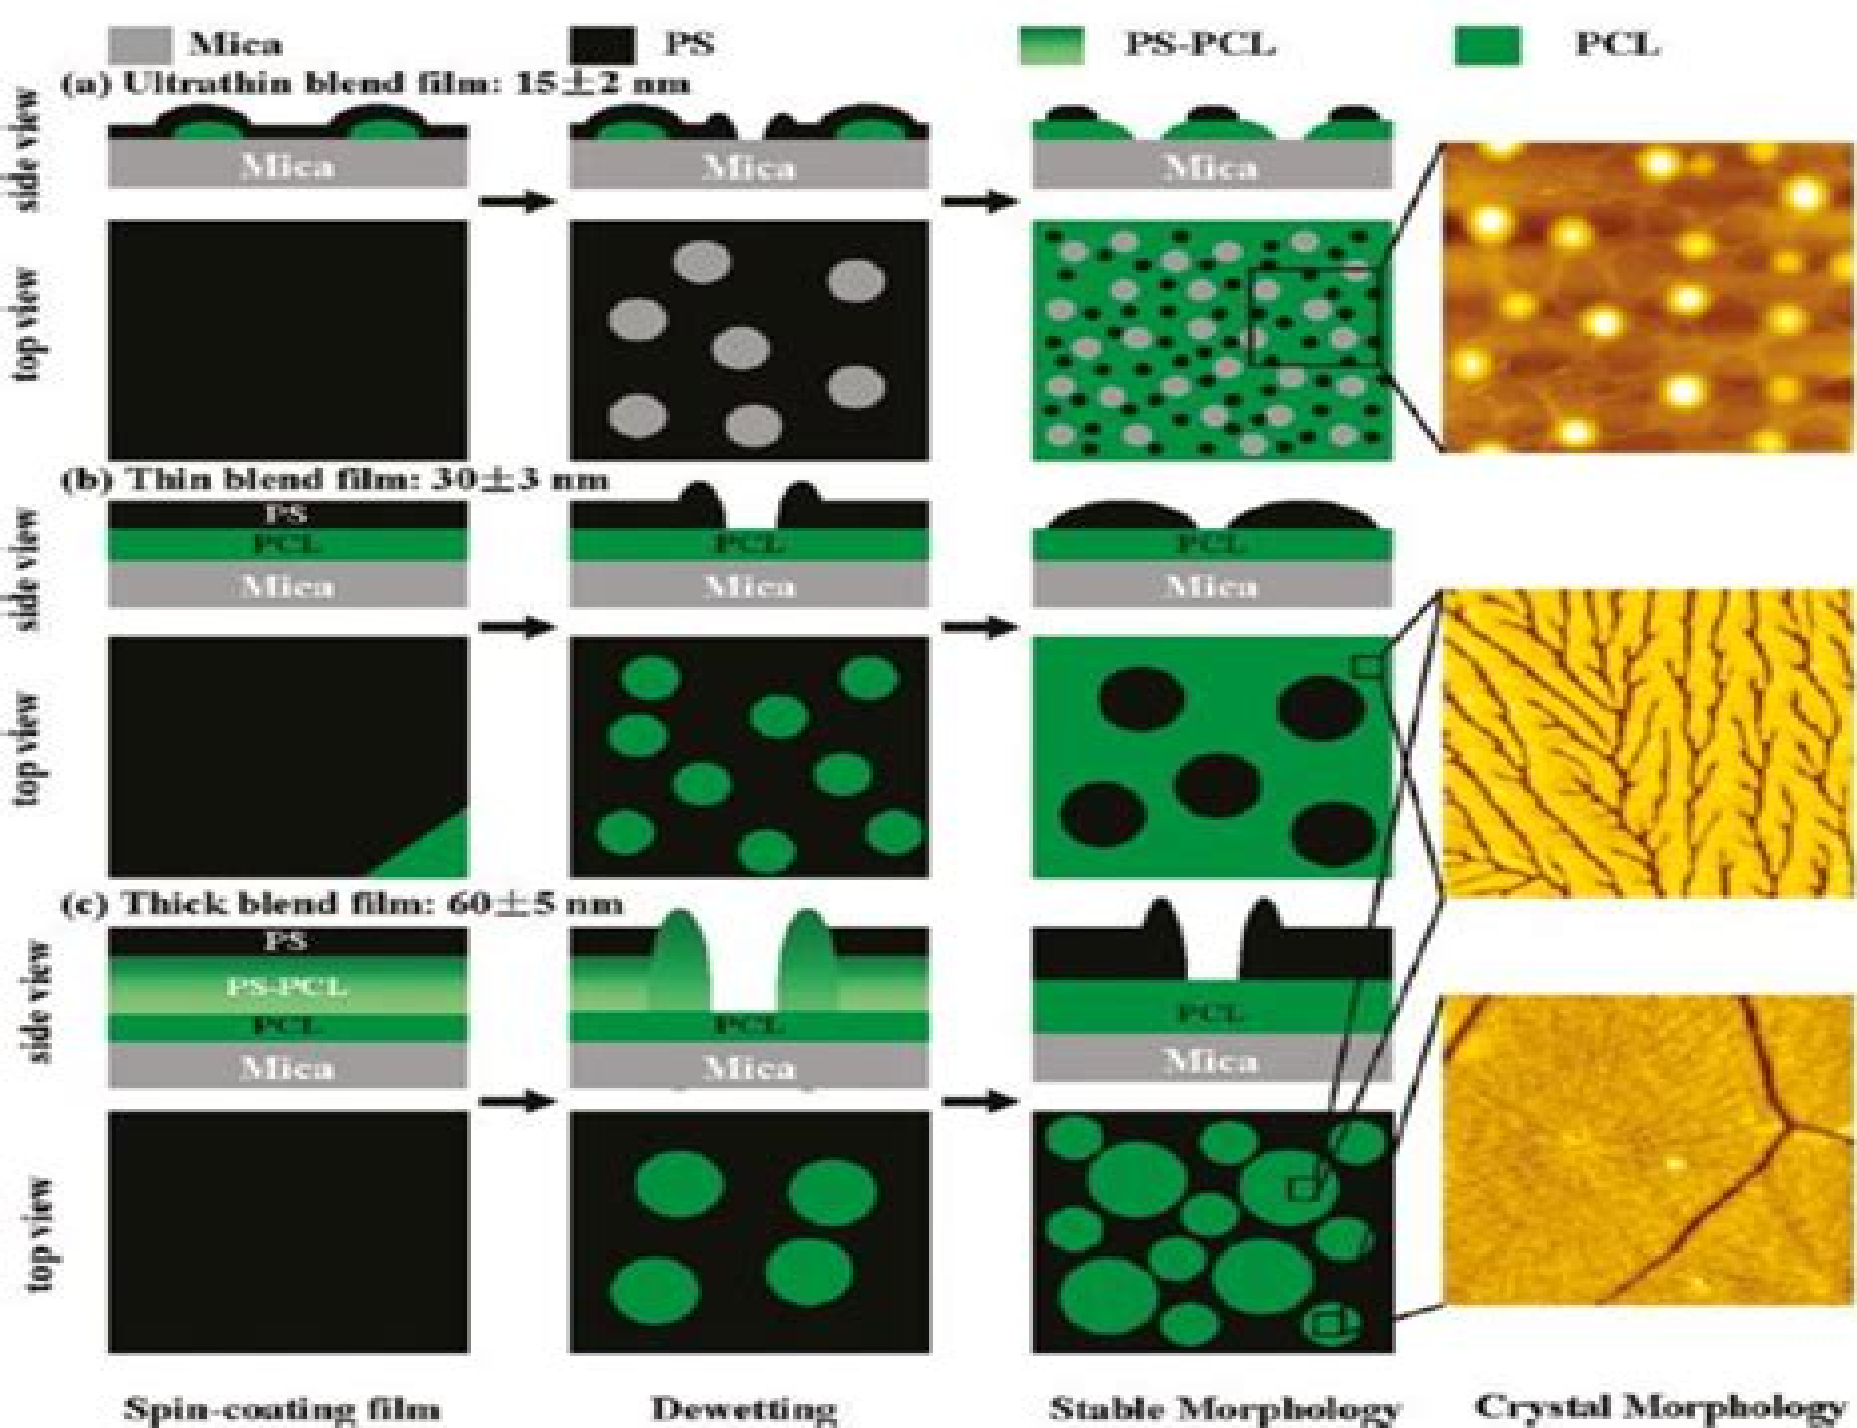 Mica PS PS-PCL PCL
(a) Ultrathin blend film: 15±2 nm
side view
Mica Mica Mica
top view
(b) Thin blend film: 30±3 nm
side view
PS
PCL PCL PCL
Mica Mica Mica
top view
(c) Thick blend film: 60±5 nm
side view
PS
PS-PCL
PCL PCL PCL
Mica Mica Mica
top view
Spin-coating film Dewetting Stable Morphology Crystal Morphology